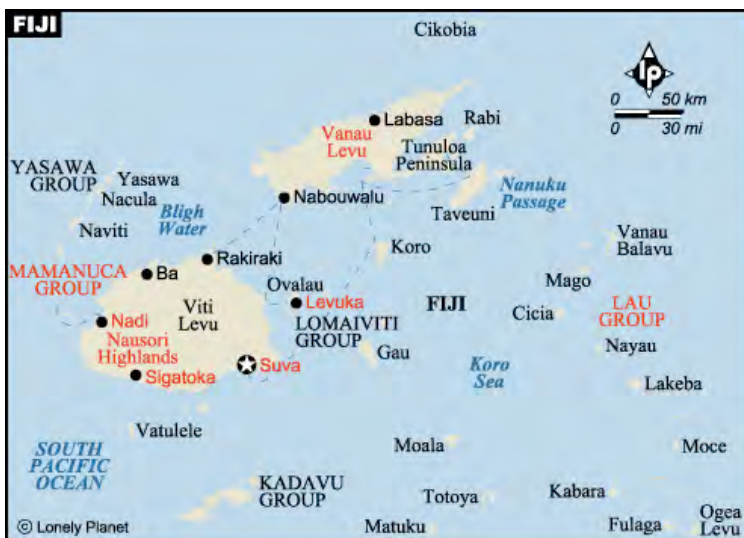 FIJI
Cikobia
lp
0 50 km
0 30 mi
Labasa
Rabi
Vanau
Levu
Tunuloa
Peninsula
YASAWA
GROUP
Yasawa
Nacula
Nabouwalu
Nanuku
Passage
Taveuni
Bligh
Water
Naviti
Vanau
Balavu
Koro
Rakiraki
MAMANUCA
GROUP
Ba
Mago
Ovalau
Viti
Levu
Levuka
FIJI
Cicia
LAU
GROUP
Nadi
LOMAIVITI
GROUP
Nausori
Highlands
Gau
Nayau
Suva
Koro
Sea
Sigatoka
Lakeba
Vatulele
SOUTH
PACIFIC
OCEAN
Moala
Moce
KADAVU
GROUP
Totoya
Kabara
Ogea
Levu
© Lonely Planet
Matuku
Fulaga